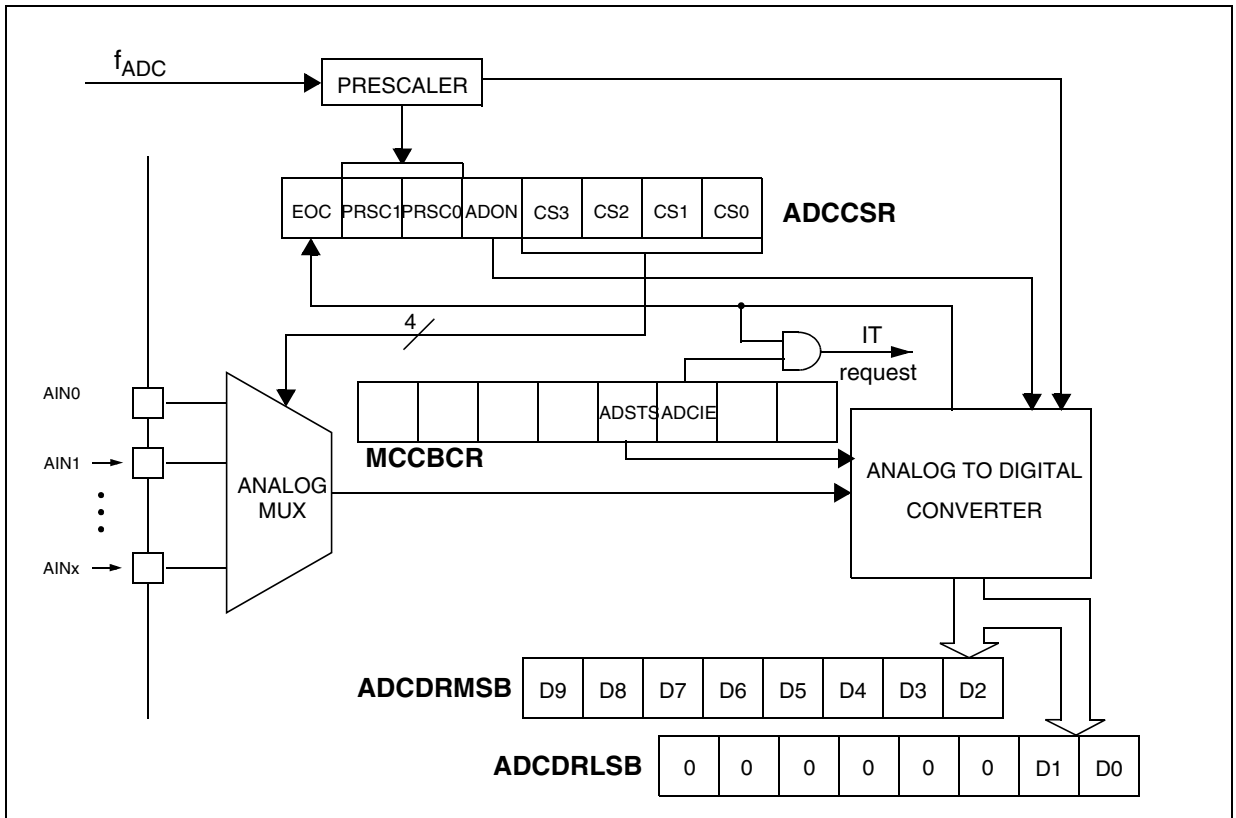 fADC
PRESCALER
EOC PRSC1 PRSC0 ADON CS3 CS2 CS1 CS0 ADCCSR
4
IT
request
AIN0
ADSTS ADCIE
MCCBCR
AIN1
ANALOG
MUX
ANALOG TO DIGITAL
CONVERTER
AINx
ADCDRMSB D9 D8 D7 D6 D5 D4 D3 D2
ADCDRLSB 0 0 0 0 0 0 D1 D0